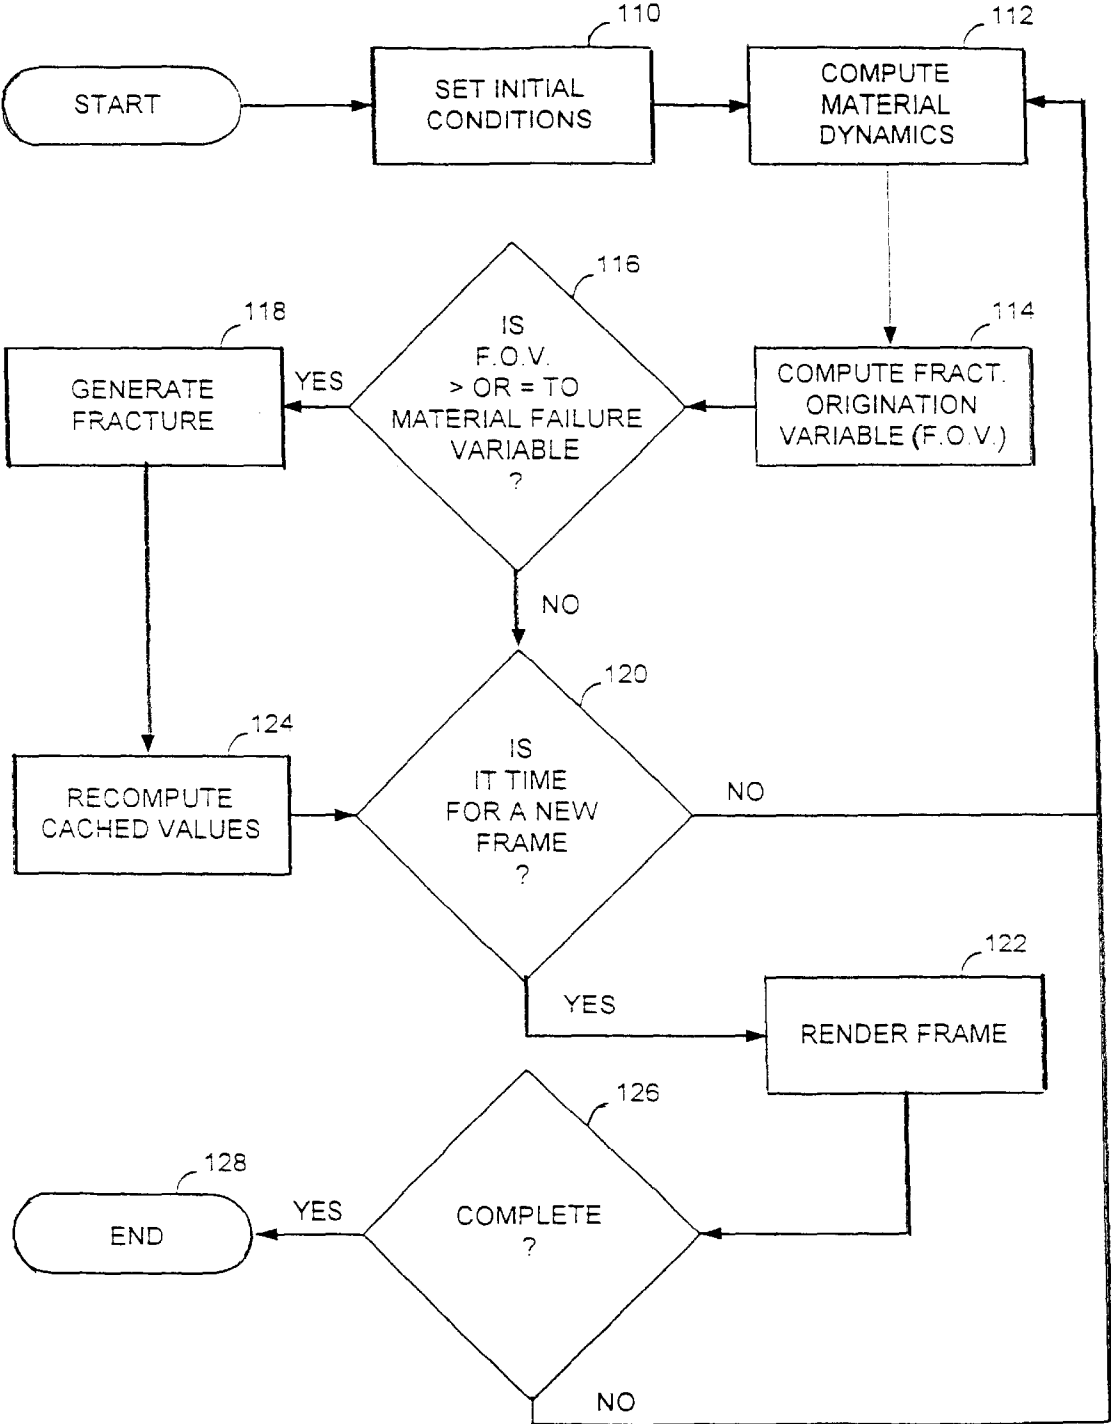 110
112
START
SET INITIAL
CONDITIONS
COMPUTE
MATERIAL
DYNAMICS
116
118
114
IS
F.O.V.
> OR = TO
MATERIAL FAILURE
VARIABLE
?
YES
GENERATE
FRACTURE
COMPUTE FRACT.
ORIGINATION
VARIABLE (F.O.V.)
NO
120
124
IS
IT TIME
FOR A NEW
FRAME
?
RECOMPUTE
CACHED VALUES
NO
122
YES
RENDER FRAME
126
128
COMPLETE
?
YES
END
NO